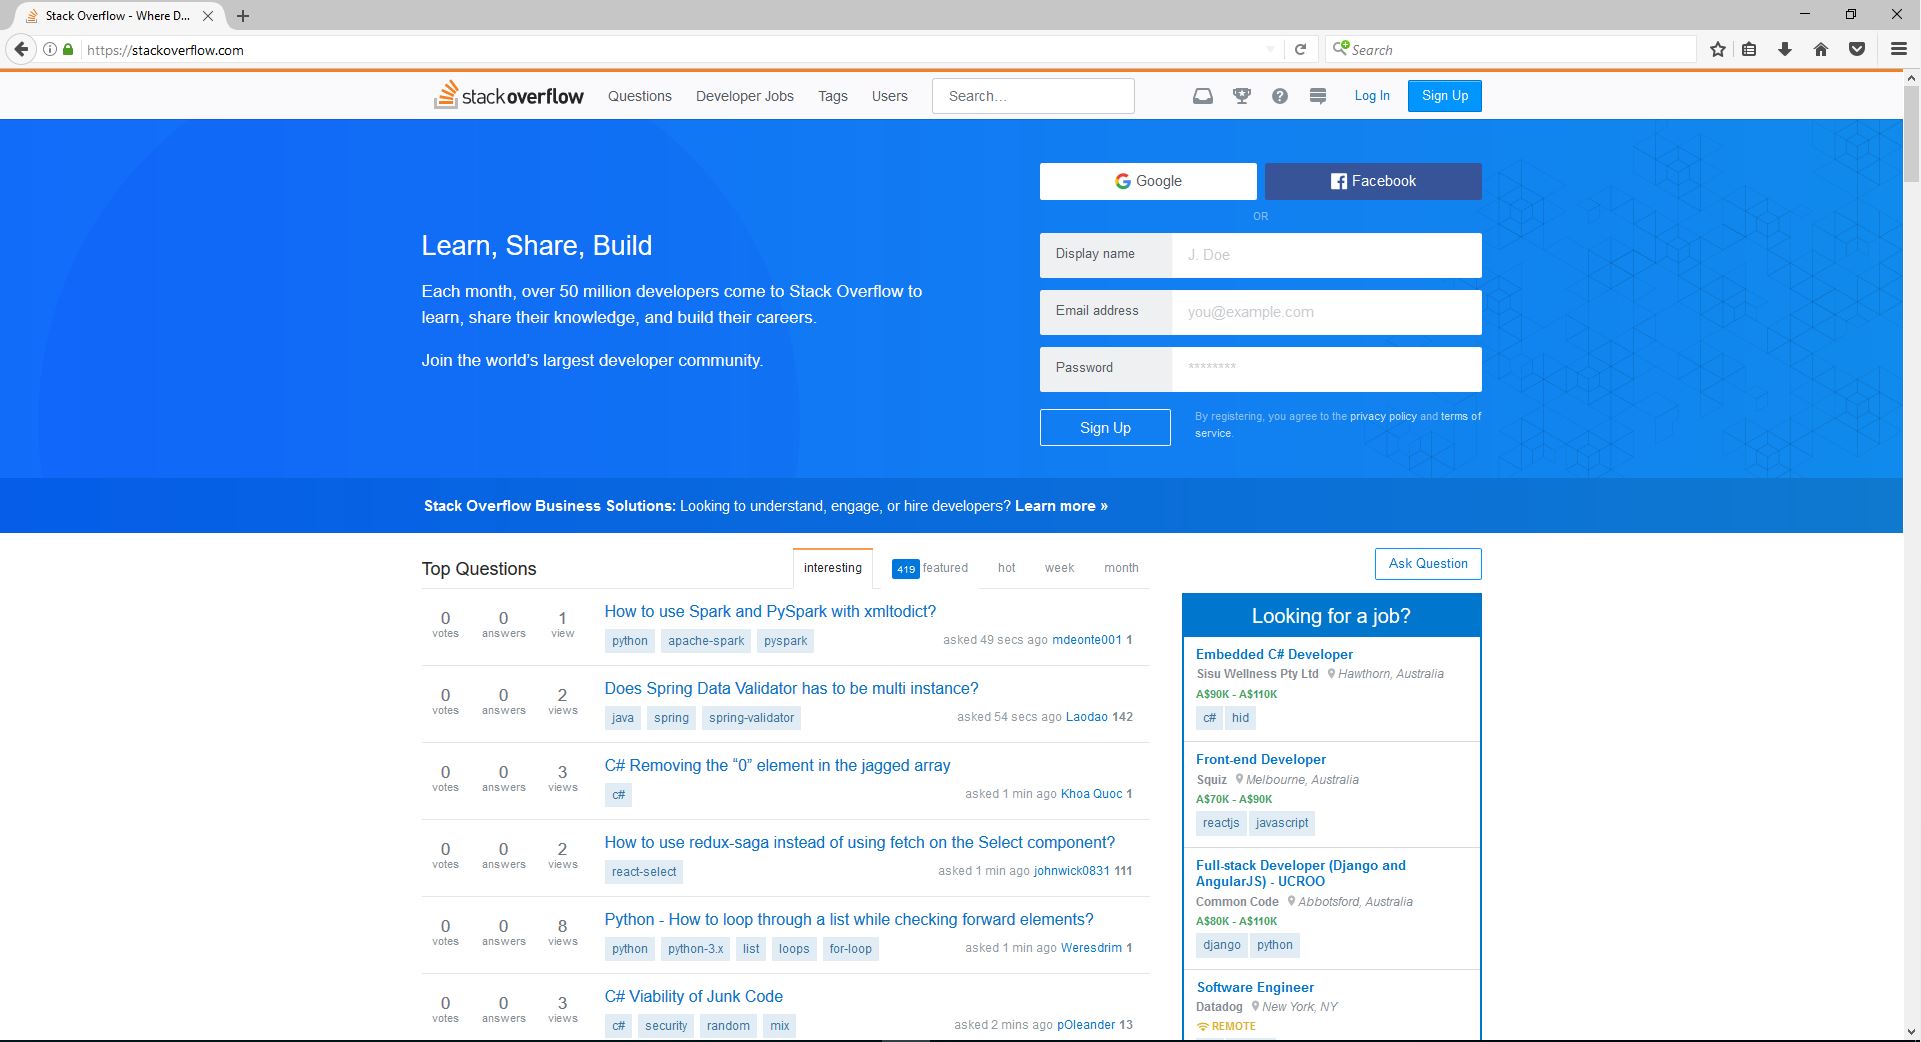 Stack Overflow - Where D...
https://stackoverflow.com
Search
stackoverflow Questions Developer Jobs Tags Users Search... Log In Sign Up
Google Facebook
OR
Learn, Share, Build
Each month, over 50 million developers come to Stack Overflow to
learn, share their knowledge, and build their careers.
Join the world's largest developer community.
Display name J. Doe
Email address you@example.com
Password ********
Sign Up
By registering, you agree to the privacy policy and terms of
service.
Stack Overflow Business Solutions: Looking to understand, engage, or hire developers? Learn more »
Top Questions interesting 419 featured hot week month
Ask Question
0 votes 0 answers 1 view
How to use Spark and PySpark with xmltodict?
python apache-spark pyspark
asked 49 secs ago mdeonte001 1
0 votes 0 answers 2 views
Does Spring Data Validator has to be multi instance?
java spring spring-validator
asked 54 secs ago Laodao 142
0 votes 0 answers 3 views
C# Removing the “0” element in the jagged array
c#
asked 1 min ago Khoa Quoc 1
0 votes 0 answers 2 views
How to use redux-saga instead of using fetch on the Select component?
react-select
asked 1 min ago johnwick0831 111
0 votes 0 answers 8 views
Python - How to loop through a list while checking forward elements?
python python-3.x list loops for-loop
asked 1 min ago Weresdrim 1
0 votes 0 answers 3 views
C# Viability of Junk Code
c# security random mix
asked 2 mins ago pOleander 13
Looking for a job?
Embedded C# Developer
Sisu Wellness Pty Ltd Hawthorn, Australia
A$90K - A$110K
c# hid
Front-end Developer
Squiz Melbourne, Australia
A$70K - A$90K
reactjs javascript
Full-stack Developer (Django and
AngularJS) - UCROO
Common Code Abbotsford, Australia
A$80K - A$110K
django python
Software Engineer
Datadog New York, NY
REMOTE